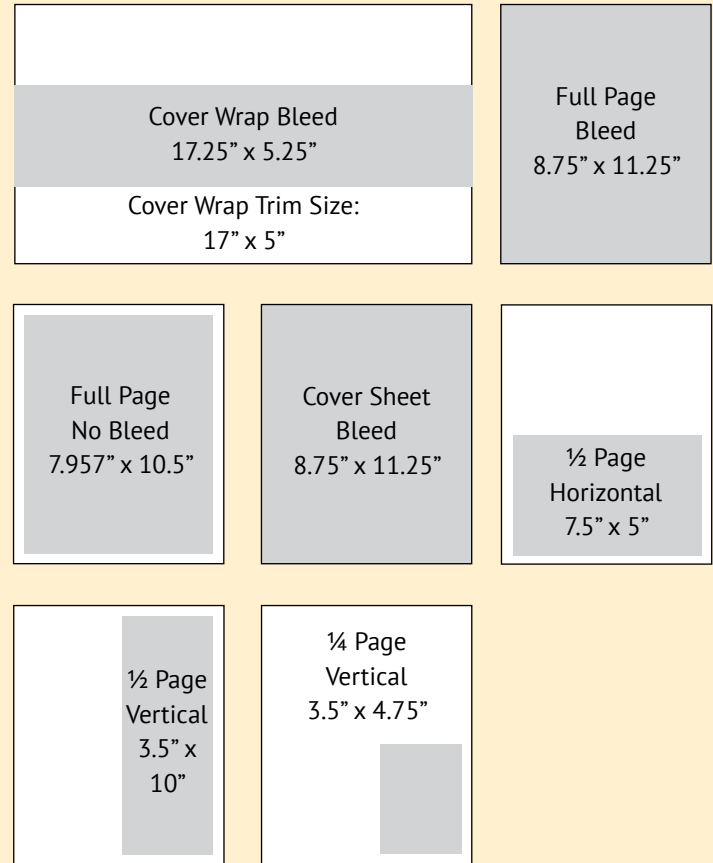 Cover Wrap Bleed
17.25” x 5.25”
Cover Wrap Trim Size:
17” x 5”
Full Page
Bleed
8.75” x 11.25”
Full Page
No Bleed
7.957” x 10.5”
Cover Sheet
Bleed
8.75” x 11.25”
½ Page
Horizontal
7.5” x 5”
½ Page
Vertical
3.5” x
10”
¼ Page
Vertical
3.5” x 4.75”